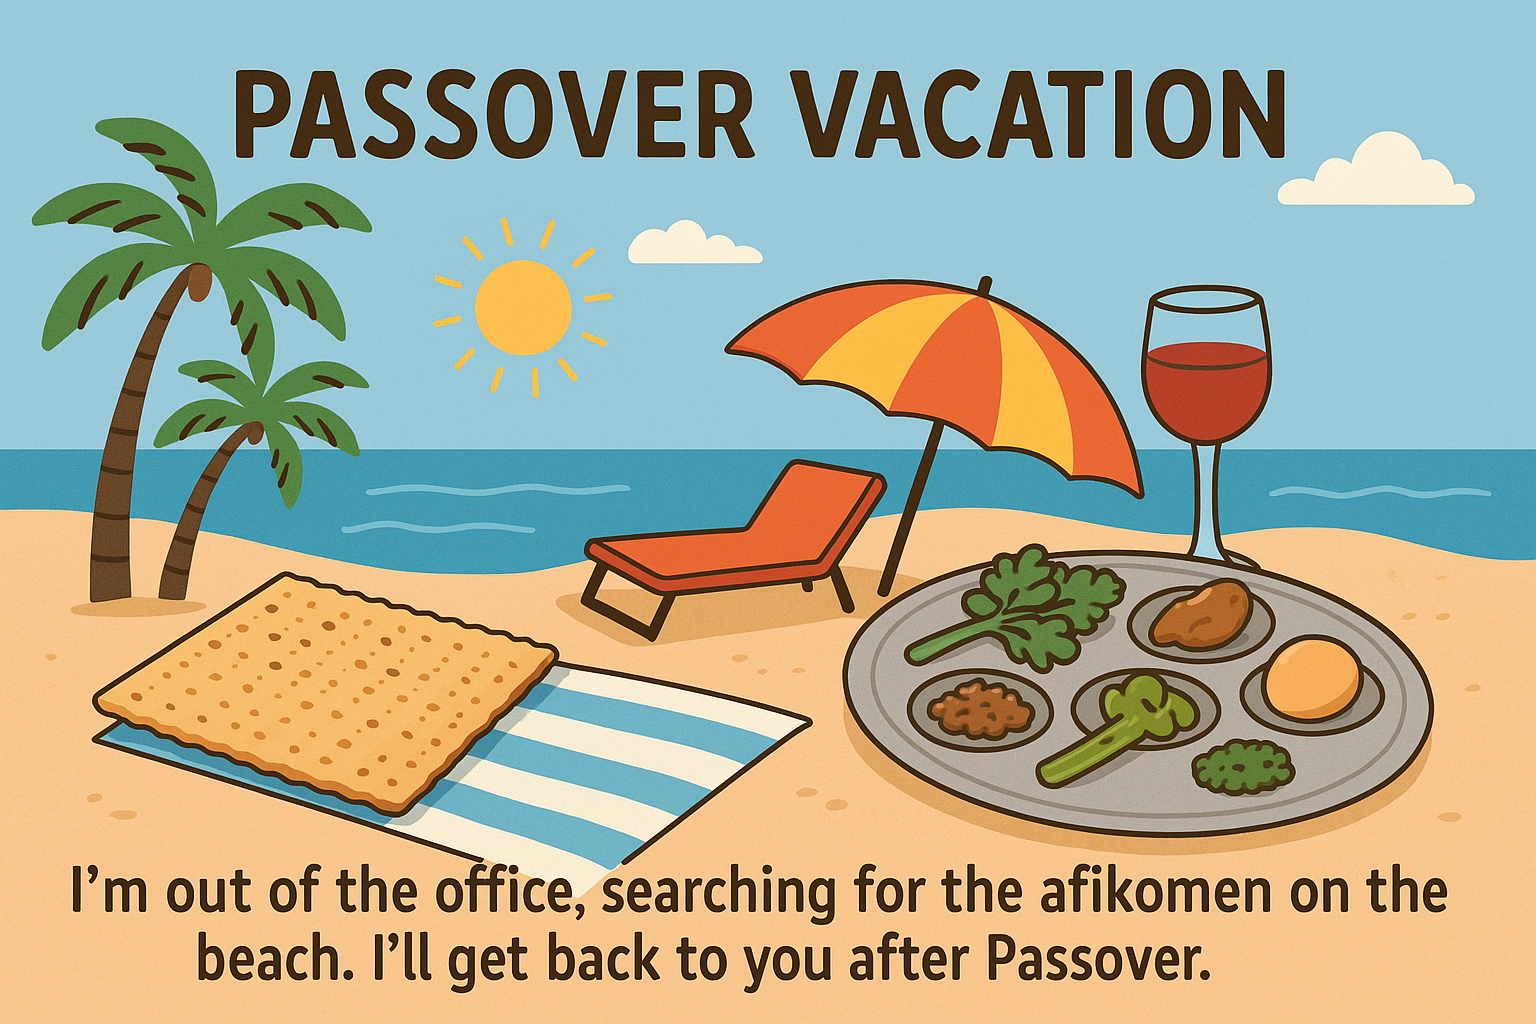 PASSOVER VACATION
I'm out of the office, searching for the afikomen on the
beach. I'll get back to you after Passover.